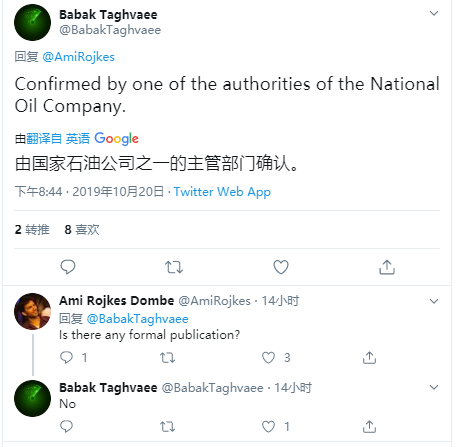 Babak Taghvaee
@BabakTaghvaee
回复 @AmiRojkes
Confirmed by one of the authorities of the National
Oil Company.
由翻译自 英语 Google
由国家石油公司之一的主管部门确认。
下午8:44 · 2019年10月20日 · Twitter Web App
2 转推 8 喜欢
Ami Rojkes Dombe @AmiRojkes · 14小时
回复 @BabakTaghvaee
Is there any formal publication?
1 3
Babak Taghvaee @BabakTaghvaee · 14小时
No
1